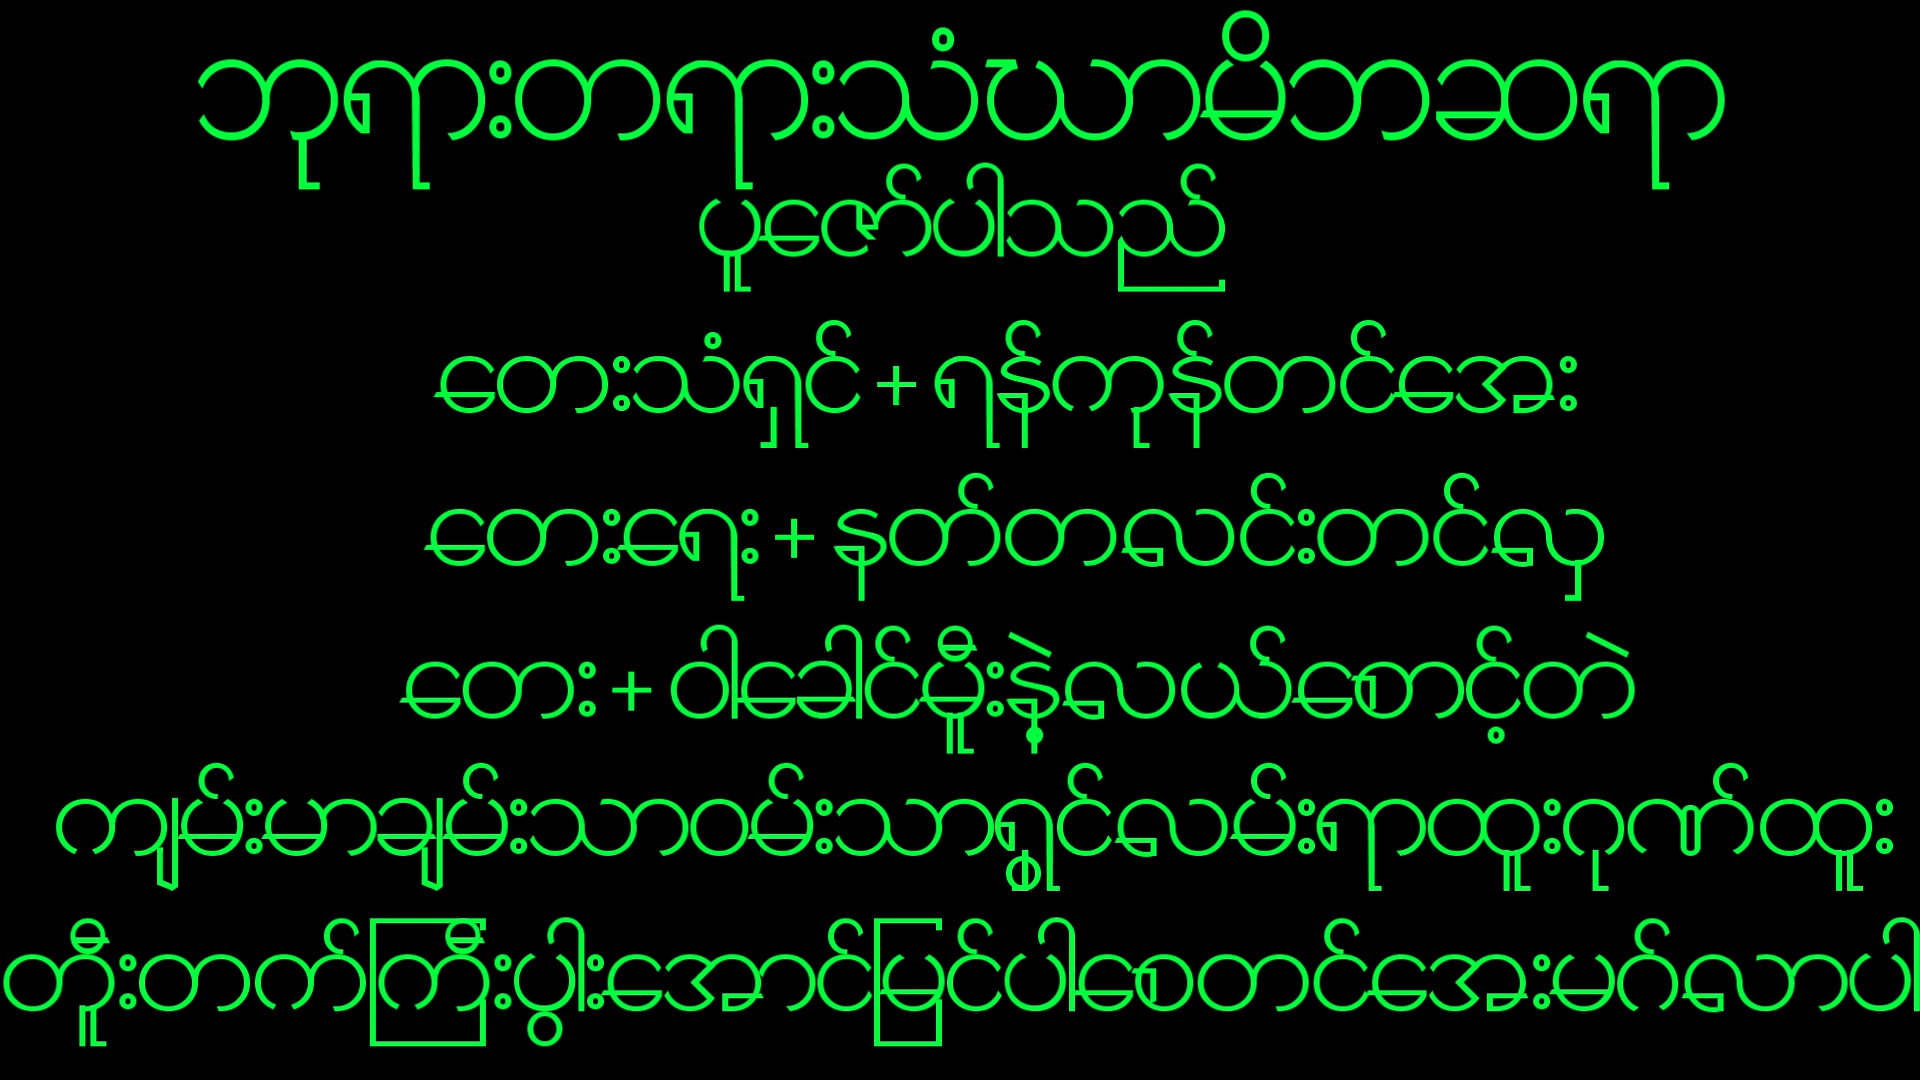 ဘုရားတရားသံဃာမိဘဆရာ
ပူဇော်ပါသည်
တေးသံရှင် + ရန်ကုန်တင်အေး
တေးရေး + နတ်တလင်းတင်လှ
တေး + ဝါခေါင်မှီူးနဲ့လယ်စောင့်တဲ
ကျမ်းမာချမ်းသာဝမ်းသာရွှင်လမ်းရာထူးဂုဏ်ထူး
တီူးတက်ကြီးပွါးအောင်မြင်ပါစေတင်အေးမင်္ဂလာပါ